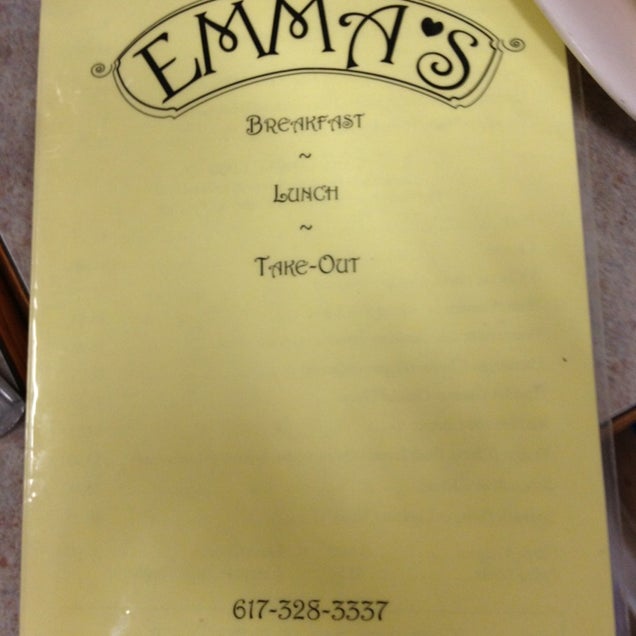 EMMA'S
BREAKFAST
~
LUNCH
~
TAKE-OUT
617-328-3337